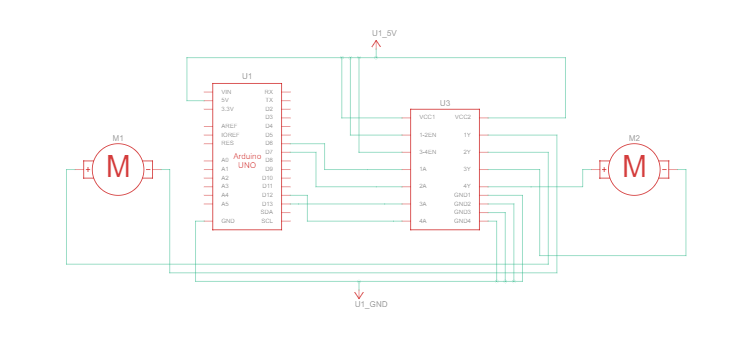 U1_5V
U1
VIN
5V
3.3V
AREF
IOREF
RES
A0
A1
A2
A3
A4
A5
GND
Arduino
UNO
RX
TX
D2
D3
D4
D5
D6
D7
D8
D9
D10
D11
D12
D13
SDA
SCL
U3
VCC1
1-2EN
3-4EN
1A
2A
3A
4A
VCC2
1Y
2Y
3Y
4Y
GND1
GND2
GND3
GND4
M1
+ M -
M2
+ M -
U1_GND